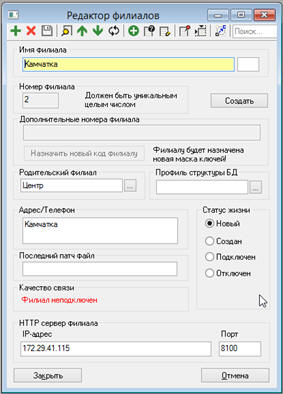 Редактор филиалов
Поиск...
Имя филиала
Камчатка
Номер филиала
2
Должен быть уникальным
целым числом
Создать
Дополнительные номера филиала
Назначить новый код филиалу
Филиалу будет назначена
новая маска ключей!
Родительский филиал
Центр
...
Профиль структуры БД
...
Адрес/Телефон
Камчатка
Статус жизни
Новый
Создан
Подключен
Отключен
Последний патч файл
Качество связи
Филиал неподключен
HTTP сервер филиала
IP-адрес
Порт
172.29.41.115
8100
Закрыть
Отмена